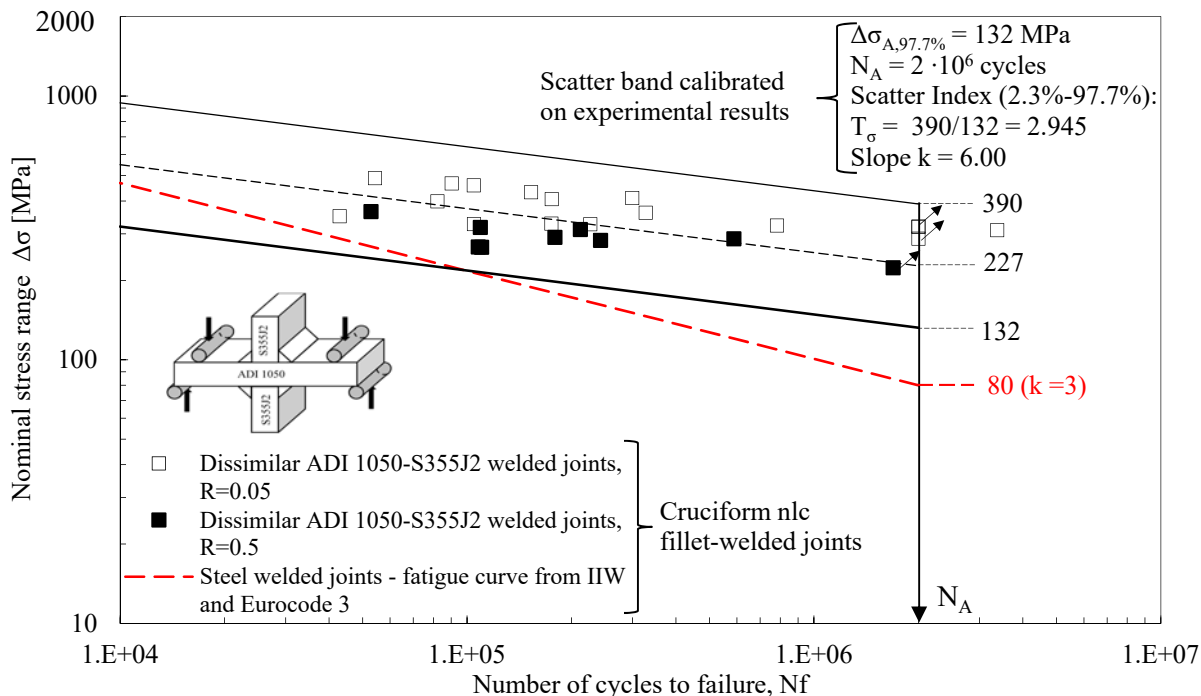 2000
1000
100
10
Nominal stress range Δσ [MPa]
Scatter band calibrated
on experimental results
Δσ_A,97.7% = 132 MPa
N_A = 2 ·10⁶ cycles
Scatter Index (2.3%-97.7%):
T_σ = 390/132 = 2.945
Slope k = 6.00
390
227
132
80 (k =3)
S355J2
ADI 1050
S355J2
Dissimilar ADI 1050-S355J2 welded joints,
R=0.05
Dissimilar ADI 1050-S355J2 welded joints,
R=0.5
Steel welded joints - fatigue curve from IIW
and Eurocode 3
Cruciform nlc
fillet-welded joints
N_A
1.E+04
1.E+05
1.E+06
1.E+07
Number of cycles to failure, Nf